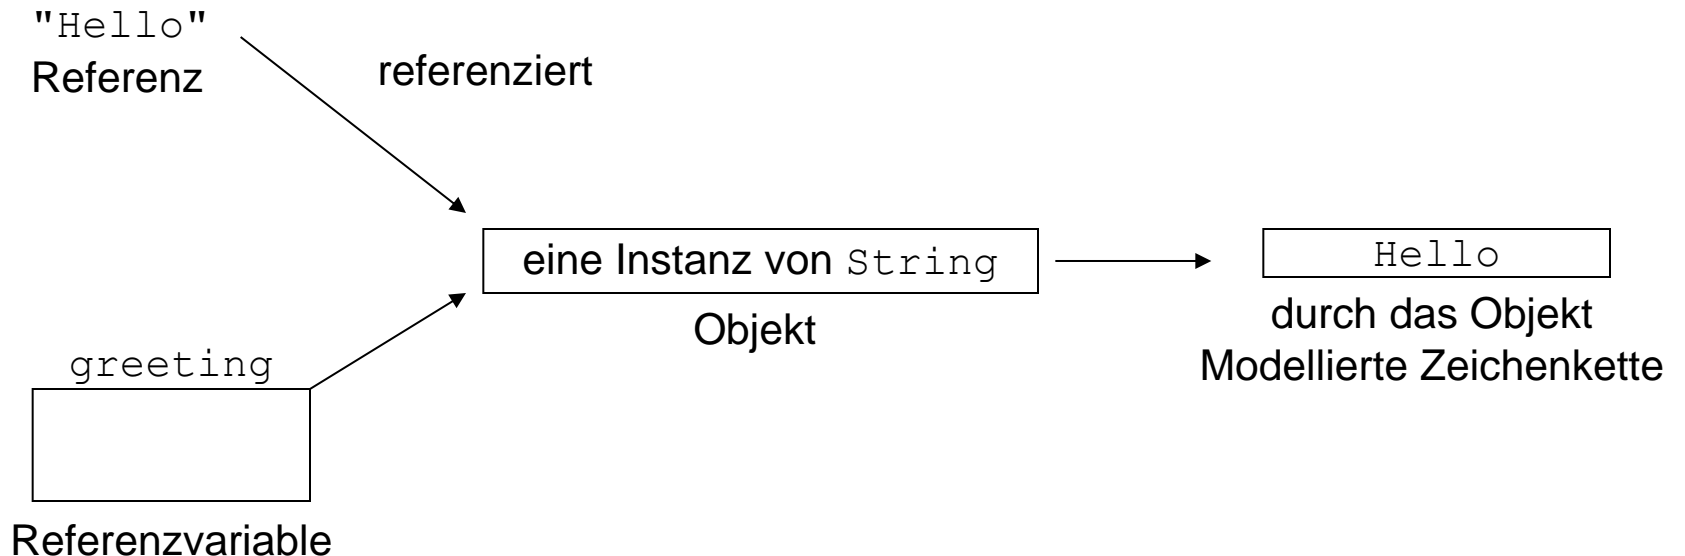 "Hello"
Referenz
referenziert
eine Instanz von String
Objekt
Hello
durch das Objekt
Modellierte Zeichenkette
greeting
Referenzvariable